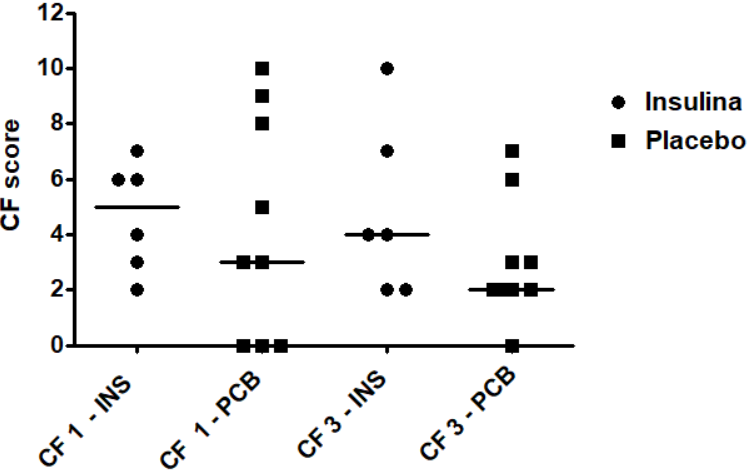 12
10
8
6
4
2
0
CF score
Insulina
Placebo
CF 1 - INS
CF 1 - PCB
CF 3 - INS
CF 3 - PCB